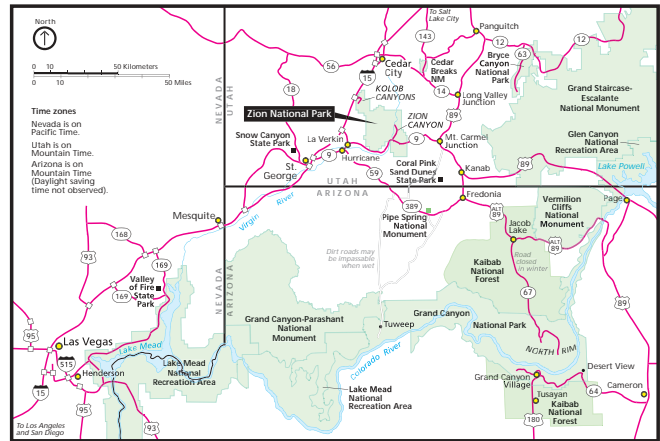 North
0 10 50 Kilometers
0 10 50 Miles
Time zones
Nevada is on
Pacific Time.
Utah is on
Mountain Time.
Arizona is on
Mountain Time
(Daylight saving
time not observed).
To Salt
Lake City
Panguitch
143
12
12
63
56
15
Cedar
City
Cedar
Breaks
NM
Bryce
Canyon
National
Park
14
Long Valley
Junction
KOLOB
CANYONS
18
NEVADA
UTAH
Zion National Park
ZION
CANYON
89
Grand Staircase-
Escalante
National Monument
Snow Canyon
State Park
La Verkin
9
9
Hurricane
Mt. Carmel
Junction
Glen Canyon
National
Recreation Area
St.
George
59
Coral Pink
Sand Dunes
State Park
Kanab
89
Lake Powell
UTAH
ARIZONA
Virgin River
Mesquite
389
Fredonia
ALT
89
Page
Pipe Spring
National
Monument
Vermilion
Cliffs
National
Monument
Jacob
Lake
ALT
89
168
93
169
Dirt roads may
be impassable
when wet
Road
closed
in winter
Kaibab
National
Forest
NEVADA
ARIZONA
Valley
of Fire
State
Park
169
67
89
95
Grand Canyon-Parashant
National
Monument
Tuweep
Grand Canyon
National Park
Las Vegas
Lake Mead
515
Henderson
Lake Mead
National
Recreation Area
Colorado River
NORTH RIM
Desert View
Grand Canyon
Village
Cameron
64
15
95
93
Lake Mead
National
Recreation Area
Tusayan
Kaibab
National
Forest
180
To Los Angeles
and San Diego